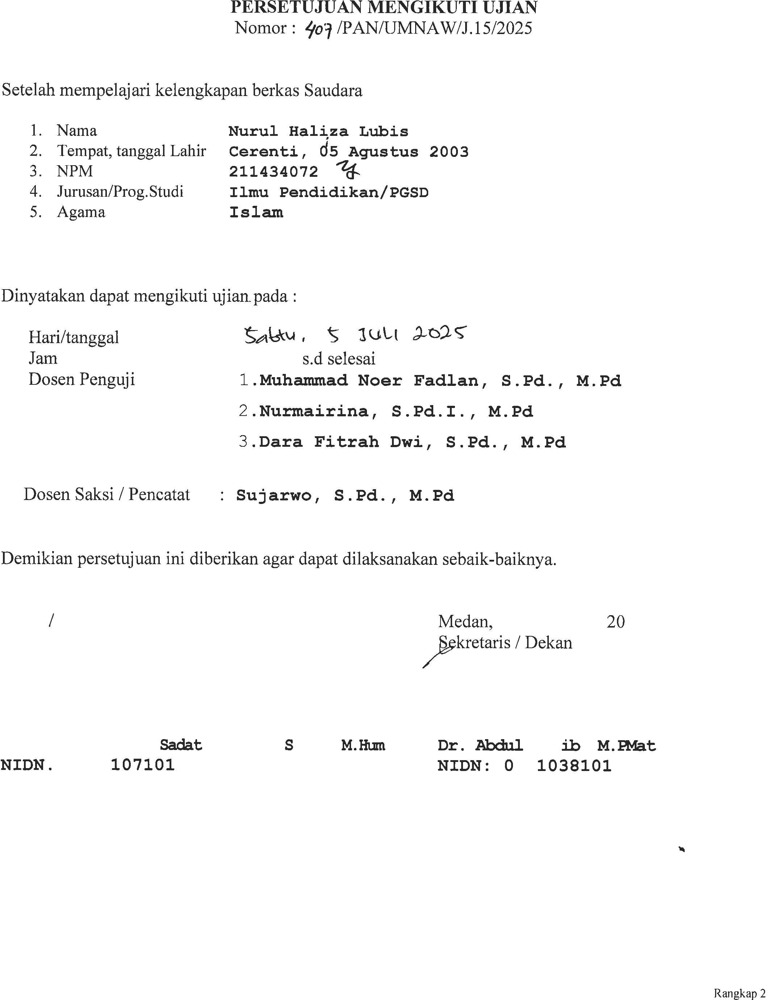 PERSETUJUAN MENGIKUTI UJIAN
Nomor : 407 /PAN/UMNAW/J.15/2025
Setelah mempelajari kelengkapan berkas Saudara
1. Nama Nurul Haliza Lubis
2. Tempat, tanggal Lahir Cerenti, 05 Agustus 2003
3. NPM 211434072
4. Jurusan/Prog.Studi Ilmu Pendidikan/PGSD
5. Agama Islam
Dinyatakan dapat mengikuti ujian pada :
Hari/tanggal Sabtu, 5 JULI 2025
Jam s.d selesai
Dosen Penguji 1.Muhammad Noer Fadlan, S.Pd., M.Pd
2.Nurmairina, S.Pd.I., M.Pd
3.Dara Fitrah Dwi, S.Pd., M.Pd
Dosen Saksi / Pencatat : Sujarwo, S.Pd., M.Pd
Demikian persetujuan ini diberikan agar dapat dilaksanakan sebaik-baiknya.
/ Medan, 20
Sekretaris / Dekan
Sadat S M.Hum Dr. Abdul ib M.PMat
NIDN. 107101 NIDN: 0 1038101
Rangkap 2